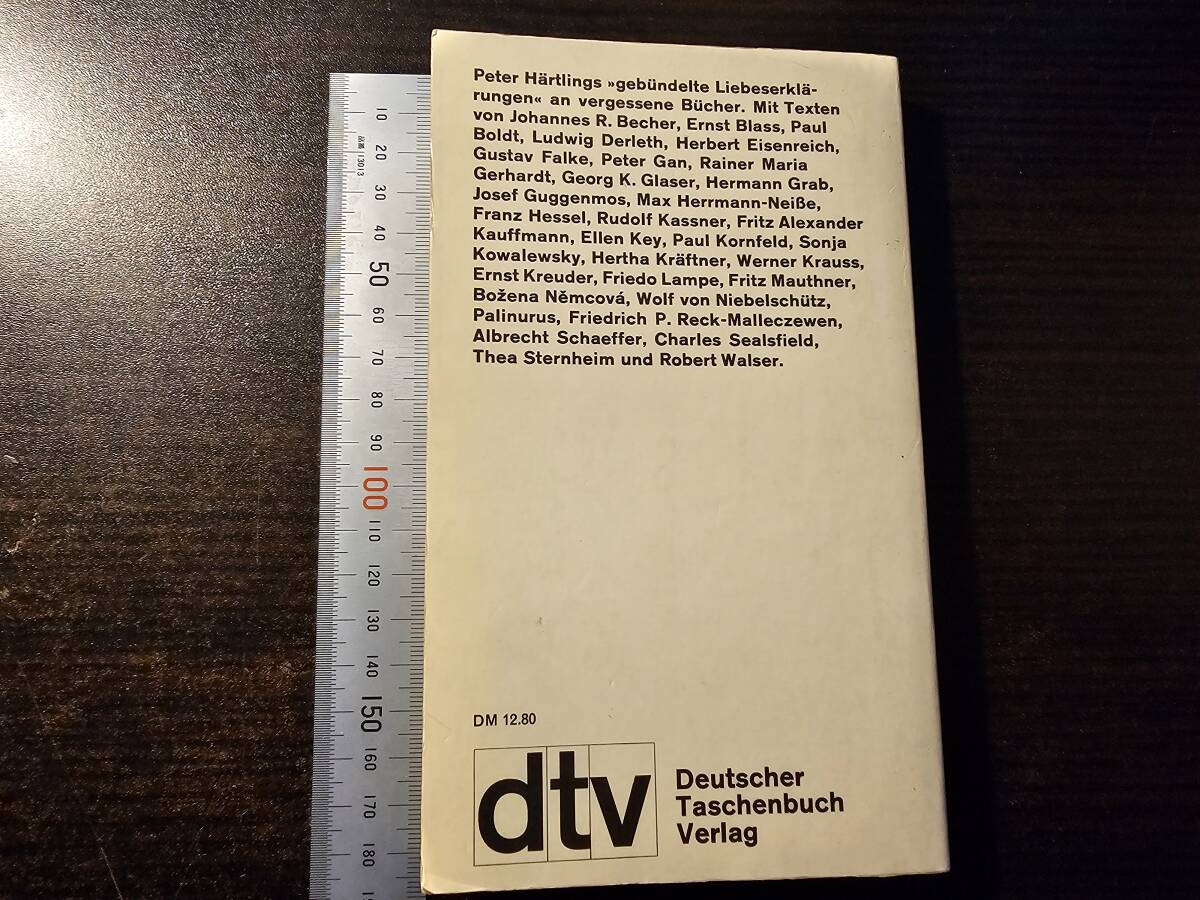 Peter Härtlings »gebündelte Liebeserklä-
rungen« an vergessene Bücher. Mit Texten
von Johannes R. Becher, Ernst Blass, Paul
Boldt, Ludwig Derleth, Herbert Eisenreich,
Gustav Falke, Peter Gan, Rainer Maria
Gerhardt, Georg K. Glaser, Hermann Grab,
Josef Guggenmos, Max Herrmann-Neiße,
Franz Hessel, Rudolf Kassner, Fritz Alexander
Kauffmann, Ellen Key, Paul Kornfeld, Sonja
Kowalewsky, Hertha Kräftner, Werner Krauss,
Ernst Kreuder, Friedo Lampe, Fritz Mauthner,
Božena Němcová, Wolf von Niebelschütz,
Palinurus, Friedrich P. Reck-Malleczewen,
Albrecht Schaeffer, Charles Sealsfield,
Thea Sternheim und Robert Walser.
DM 12.80
dtv
Deutscher
Taschenbuch
Verlag
10
20
30
40
50
60
70
80
90
100
110
120
130
140
150
160
170
180
品番 13013